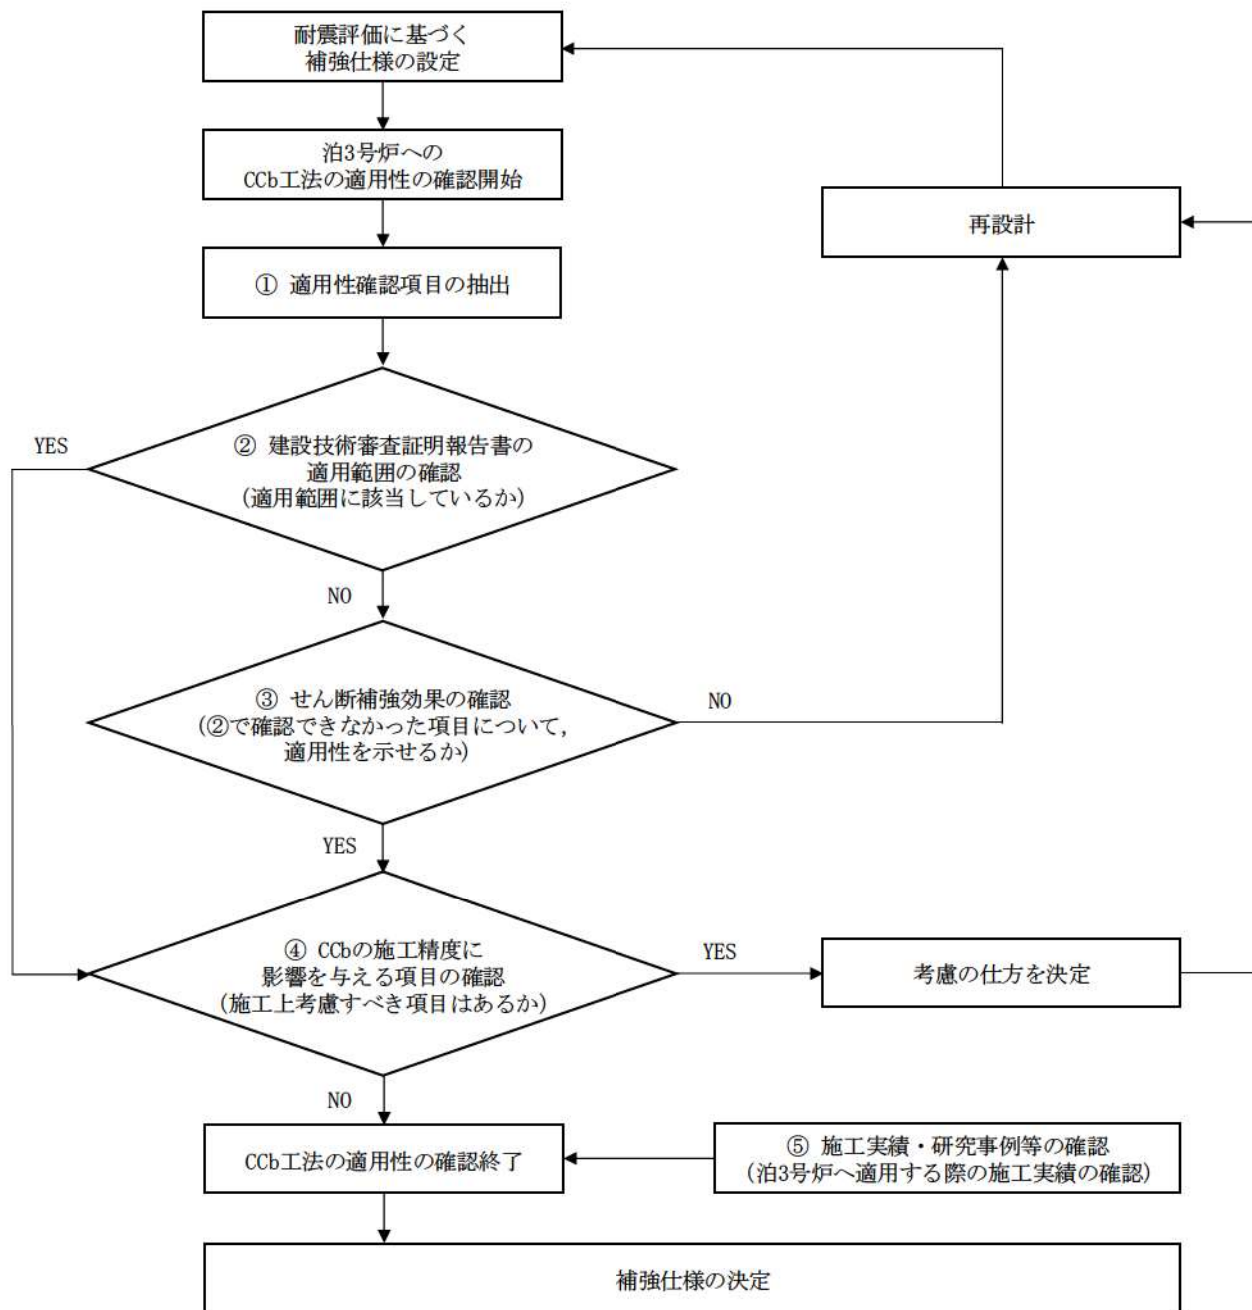 耐震評価に基づく
補強仕様の設定
泊3号炉への
CCb工法の適用性の確認開始
再設計
① 適用性確認項目の抽出
YES
② 建設技術審査証明報告書の
適用範囲の確認
(適用範囲に該当しているか)
NO
③ せん断補強効果の確認
(②で確認できなかった項目について,
適用性を示せるか)
NO
YES
④ CCbの施工精度に
影響を与える項目の確認
(施工上考慮すべき項目はあるか)
YES
考慮の仕方を決定
NO
CCb工法の適用性の確認終了
⑤ 施工実績・研究事例等の確認
(泊3号炉へ適用する際の施工実績の確認)
補強仕様の決定